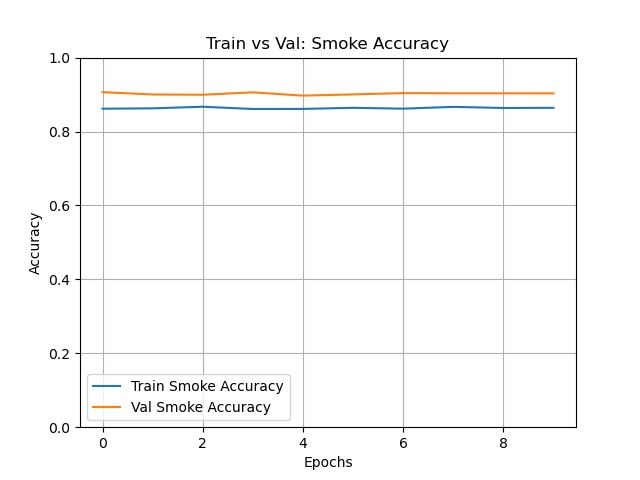 Train vs Val: Smoke Accuracy
1.0
0.8
0.6
0.4
0.2
0.0
Accuracy
Train Smoke Accuracy
Val Smoke Accuracy
0 2 4 6 8
Epochs